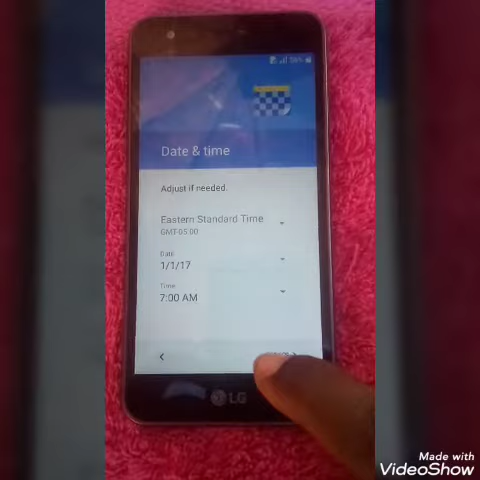 Date & time
Adjust if needed.
Eastern Standard Time
GMT-05:00
Date
1/1/17
Time
7:00 AM
LG
Made with
VideoShow